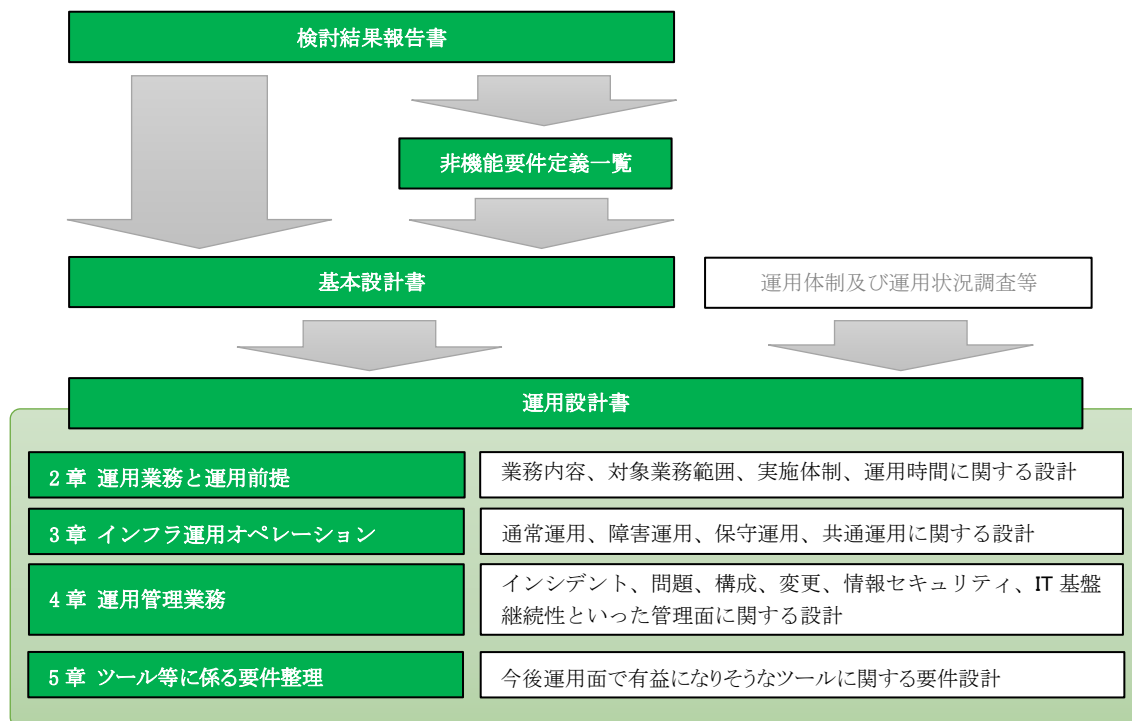 検討結果報告書
非機能要件定義一覧
基本設計書
運用体制及び運用状況調査等
運用設計書
2 章 運用業務と運用前提
業務内容、対象業務範囲、実施体制、運用時間に関する設計
3 章 インフラ運用オペレーション
通常運用、障害運用、保守運用、共通運用に関する設計
4 章 運用管理業務
インシデント、問題、構成、変更、情報セキュリティ、IT 基盤
継続性といった管理面に関する設計
5 章 ツール等に係る要件整理
今後運用面で有益になりそうなツールに関する要件設計